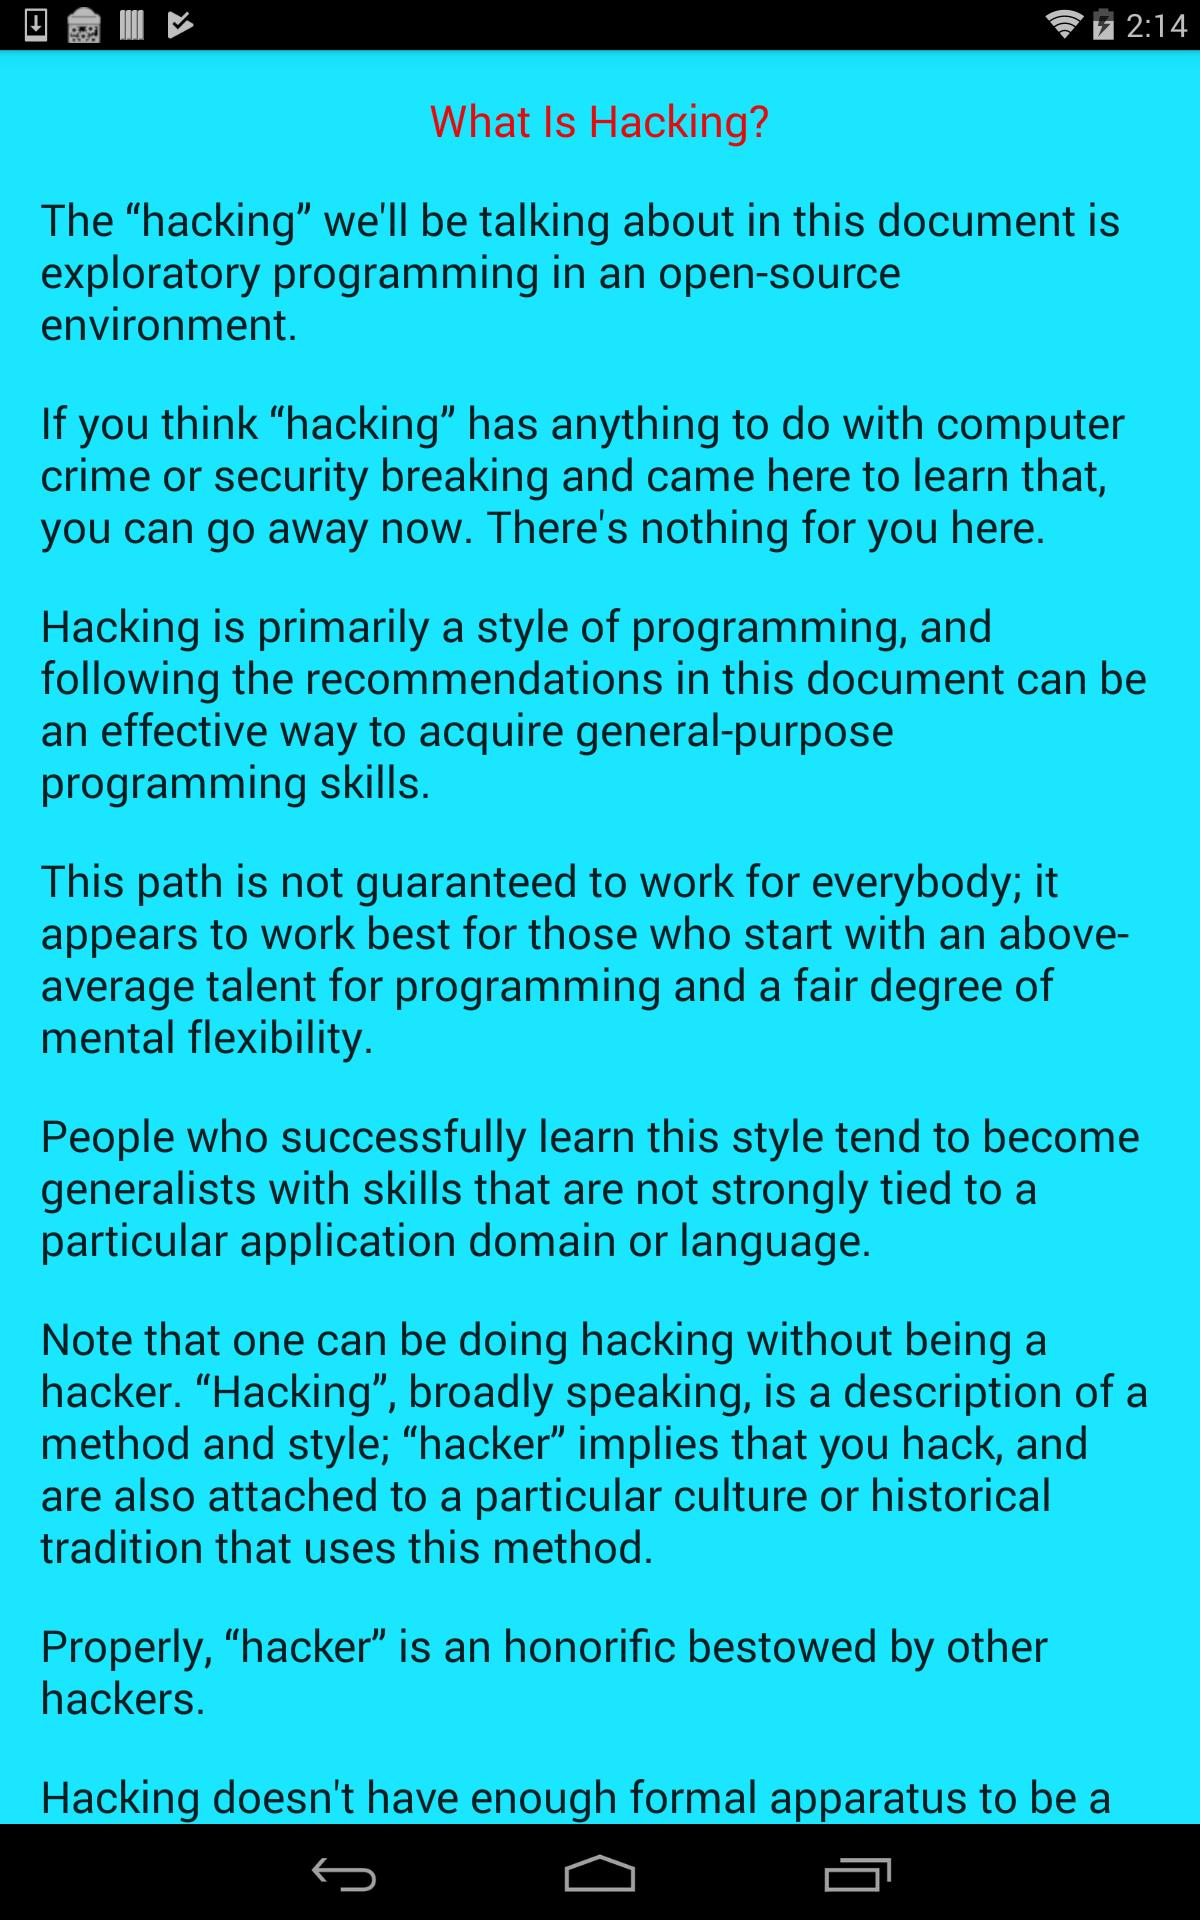 2:14
What Is Hacking?
The “hacking” we'll be talking about in this document is
exploratory programming in an open-source
environment.
If you think “hacking” has anything to do with computer
crime or security breaking and came here to learn that,
you can go away now. There's nothing for you here.
Hacking is primarily a style of programming, and
following the recommendations in this document can be
an effective way to acquire general-purpose
programming skills.
This path is not guaranteed to work for everybody; it
appears to work best for those who start with an above-
average talent for programming and a fair degree of
mental flexibility.
People who successfully learn this style tend to become
generalists with skills that are not strongly tied to a
particular application domain or language.
Note that one can be doing hacking without being a
hacker. “Hacking”, broadly speaking, is a description of a
method and style; “hacker” implies that you hack, and
are also attached to a particular culture or historical
tradition that uses this method.
Properly, “hacker” is an honorific bestowed by other
hackers.
Hacking doesn't have enough formal apparatus to be a